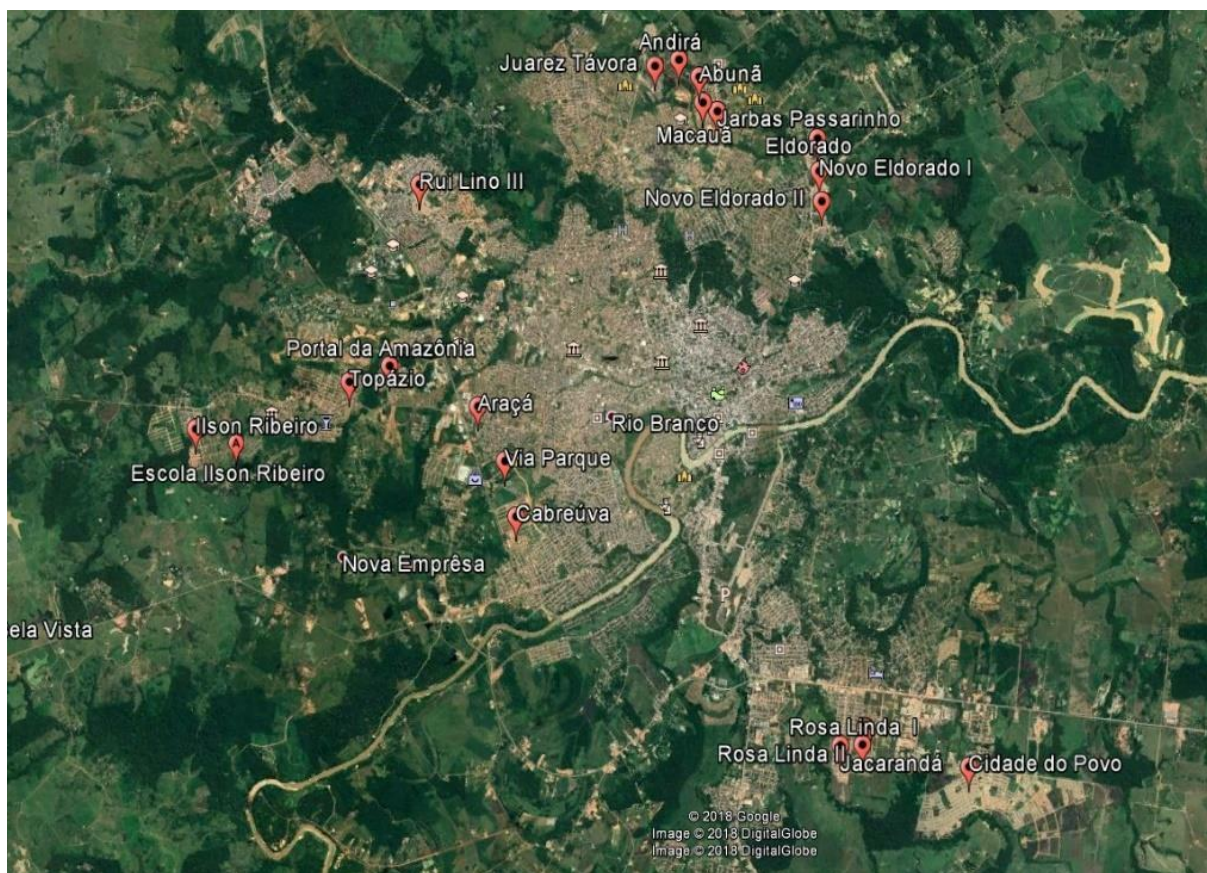 Andirá
Juarez Távora
Abunã
Jarbas Passarinho
Macauã
Eldorado
Novo Eldorado I
Rui Lino III
Novo Eldorado II
H
H
Portal da Amazônia
Topázio
Araçá
Ilson Ribeiro
Rio Branco
A
Escola Ilson Ribeiro
Via Parque
Cabreúva
Nova Emprêsa
P
ela Vista
Rosa Linda I
Rosa Linda II
Jacarandá
Cidade do Povo
© 2018 Google
Image © 2018 DigitalGlobe
Image © 2018 DigitalGlobe